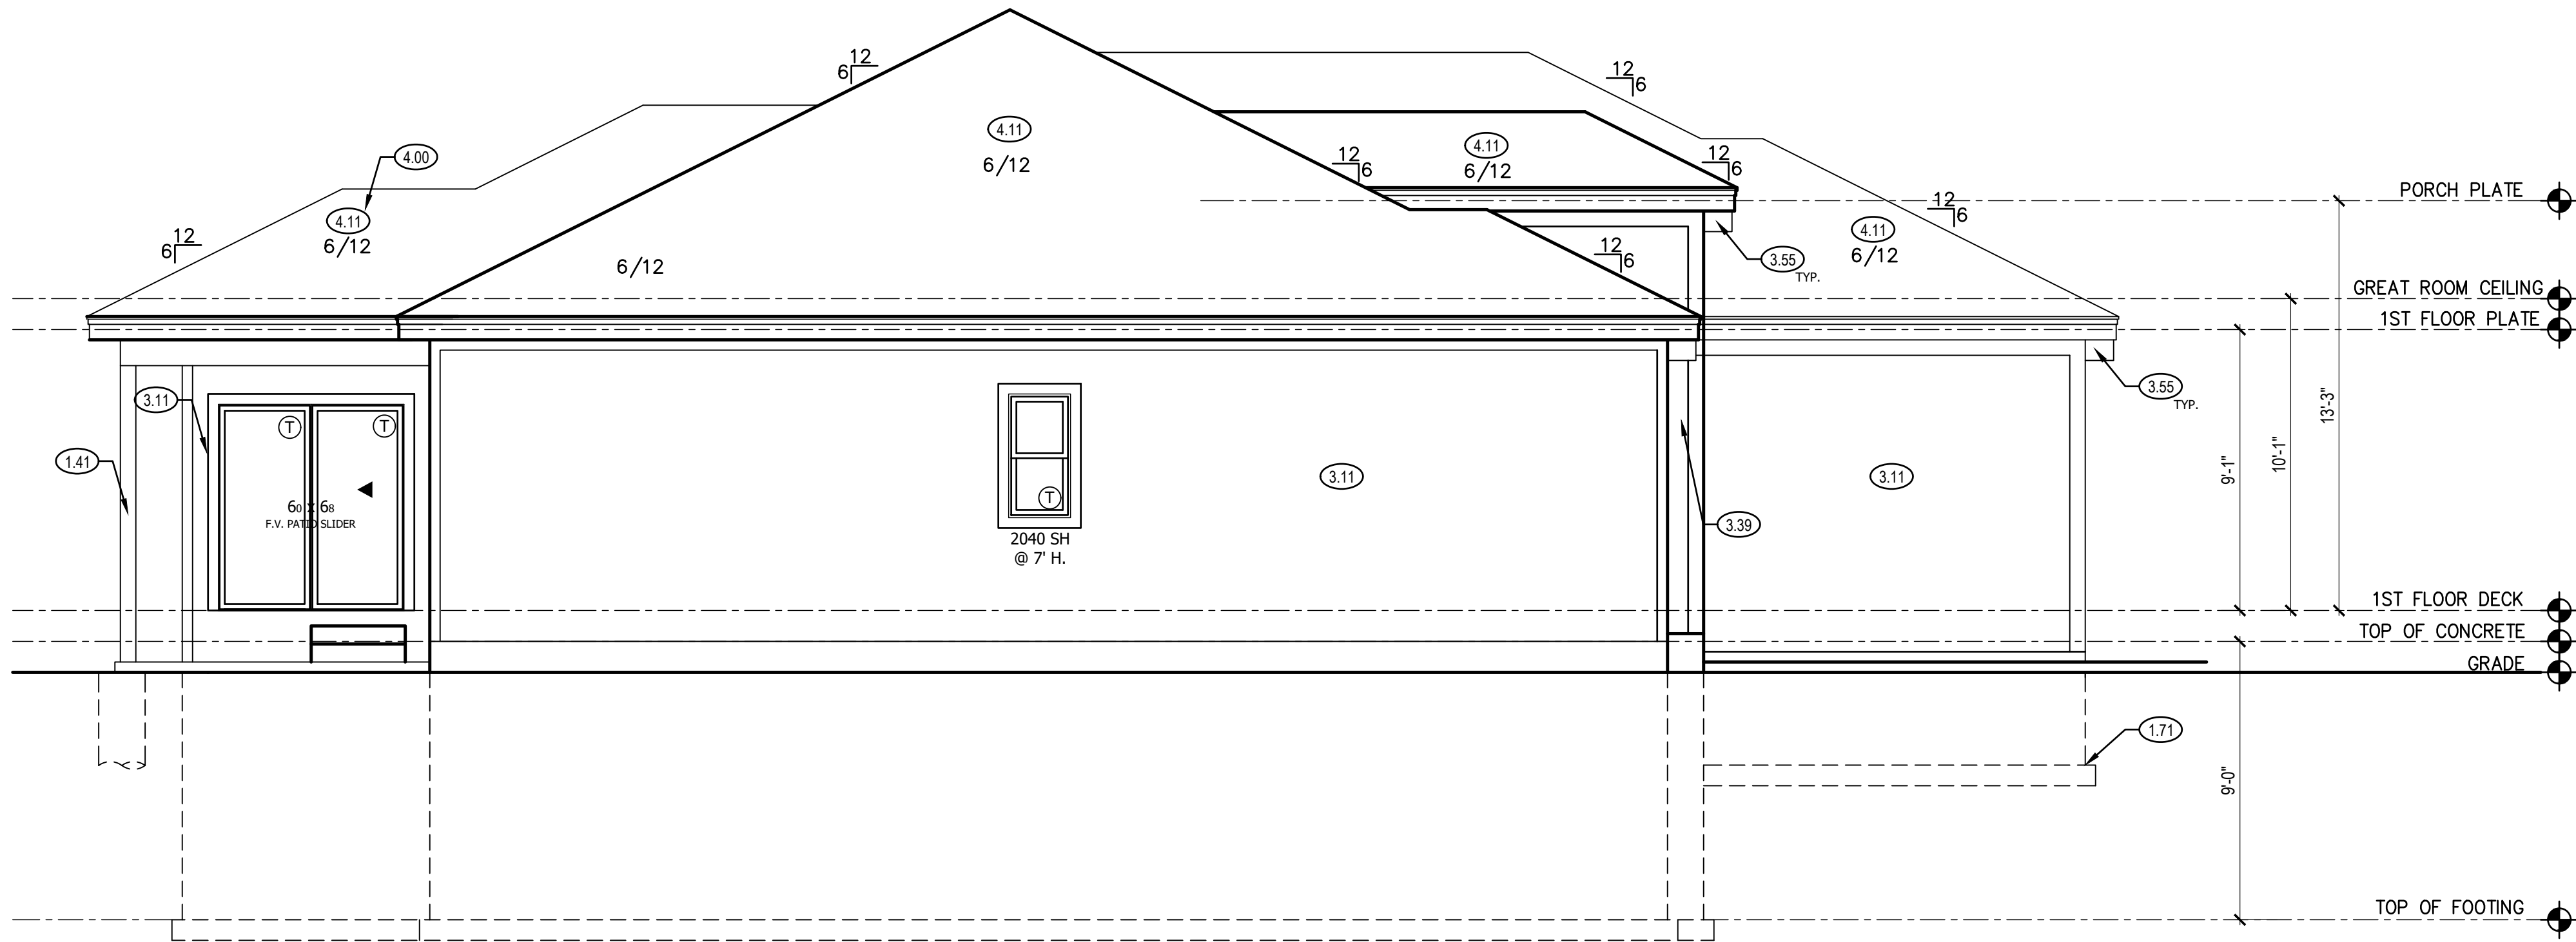 12
6
12
6
4.11
6/12
4.11
6/12
12
6
12
6
4.00
PORCH PLATE
12
6
4.11
6/12
12
6
4.11
6/12
12
6
6/12
3.55
TYP.
GREAT ROOM CEILING
1ST FLOOR PLATE
3.11
3.55
TYP.
13'-3"
T
T
1.41
10'-1"
9'-1"
3.11
3.11
60 X 68
F.V. PATIO SLIDER
T
3.39
2040 SH
@ 7' H.
1ST FLOOR DECK
TOP OF CONCRETE
GRADE
1.71
9'-0"
TOP OF FOOTING